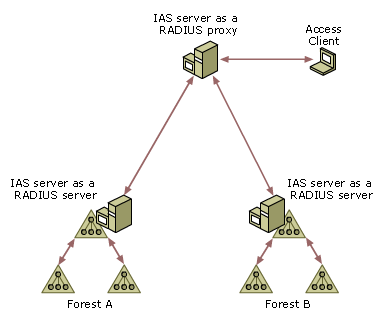 IAS server as a
RADIUS proxy
Access
Client
IAS server as a
RADIUS server
IAS server as a
RADIUS server
Forest A
Forest B